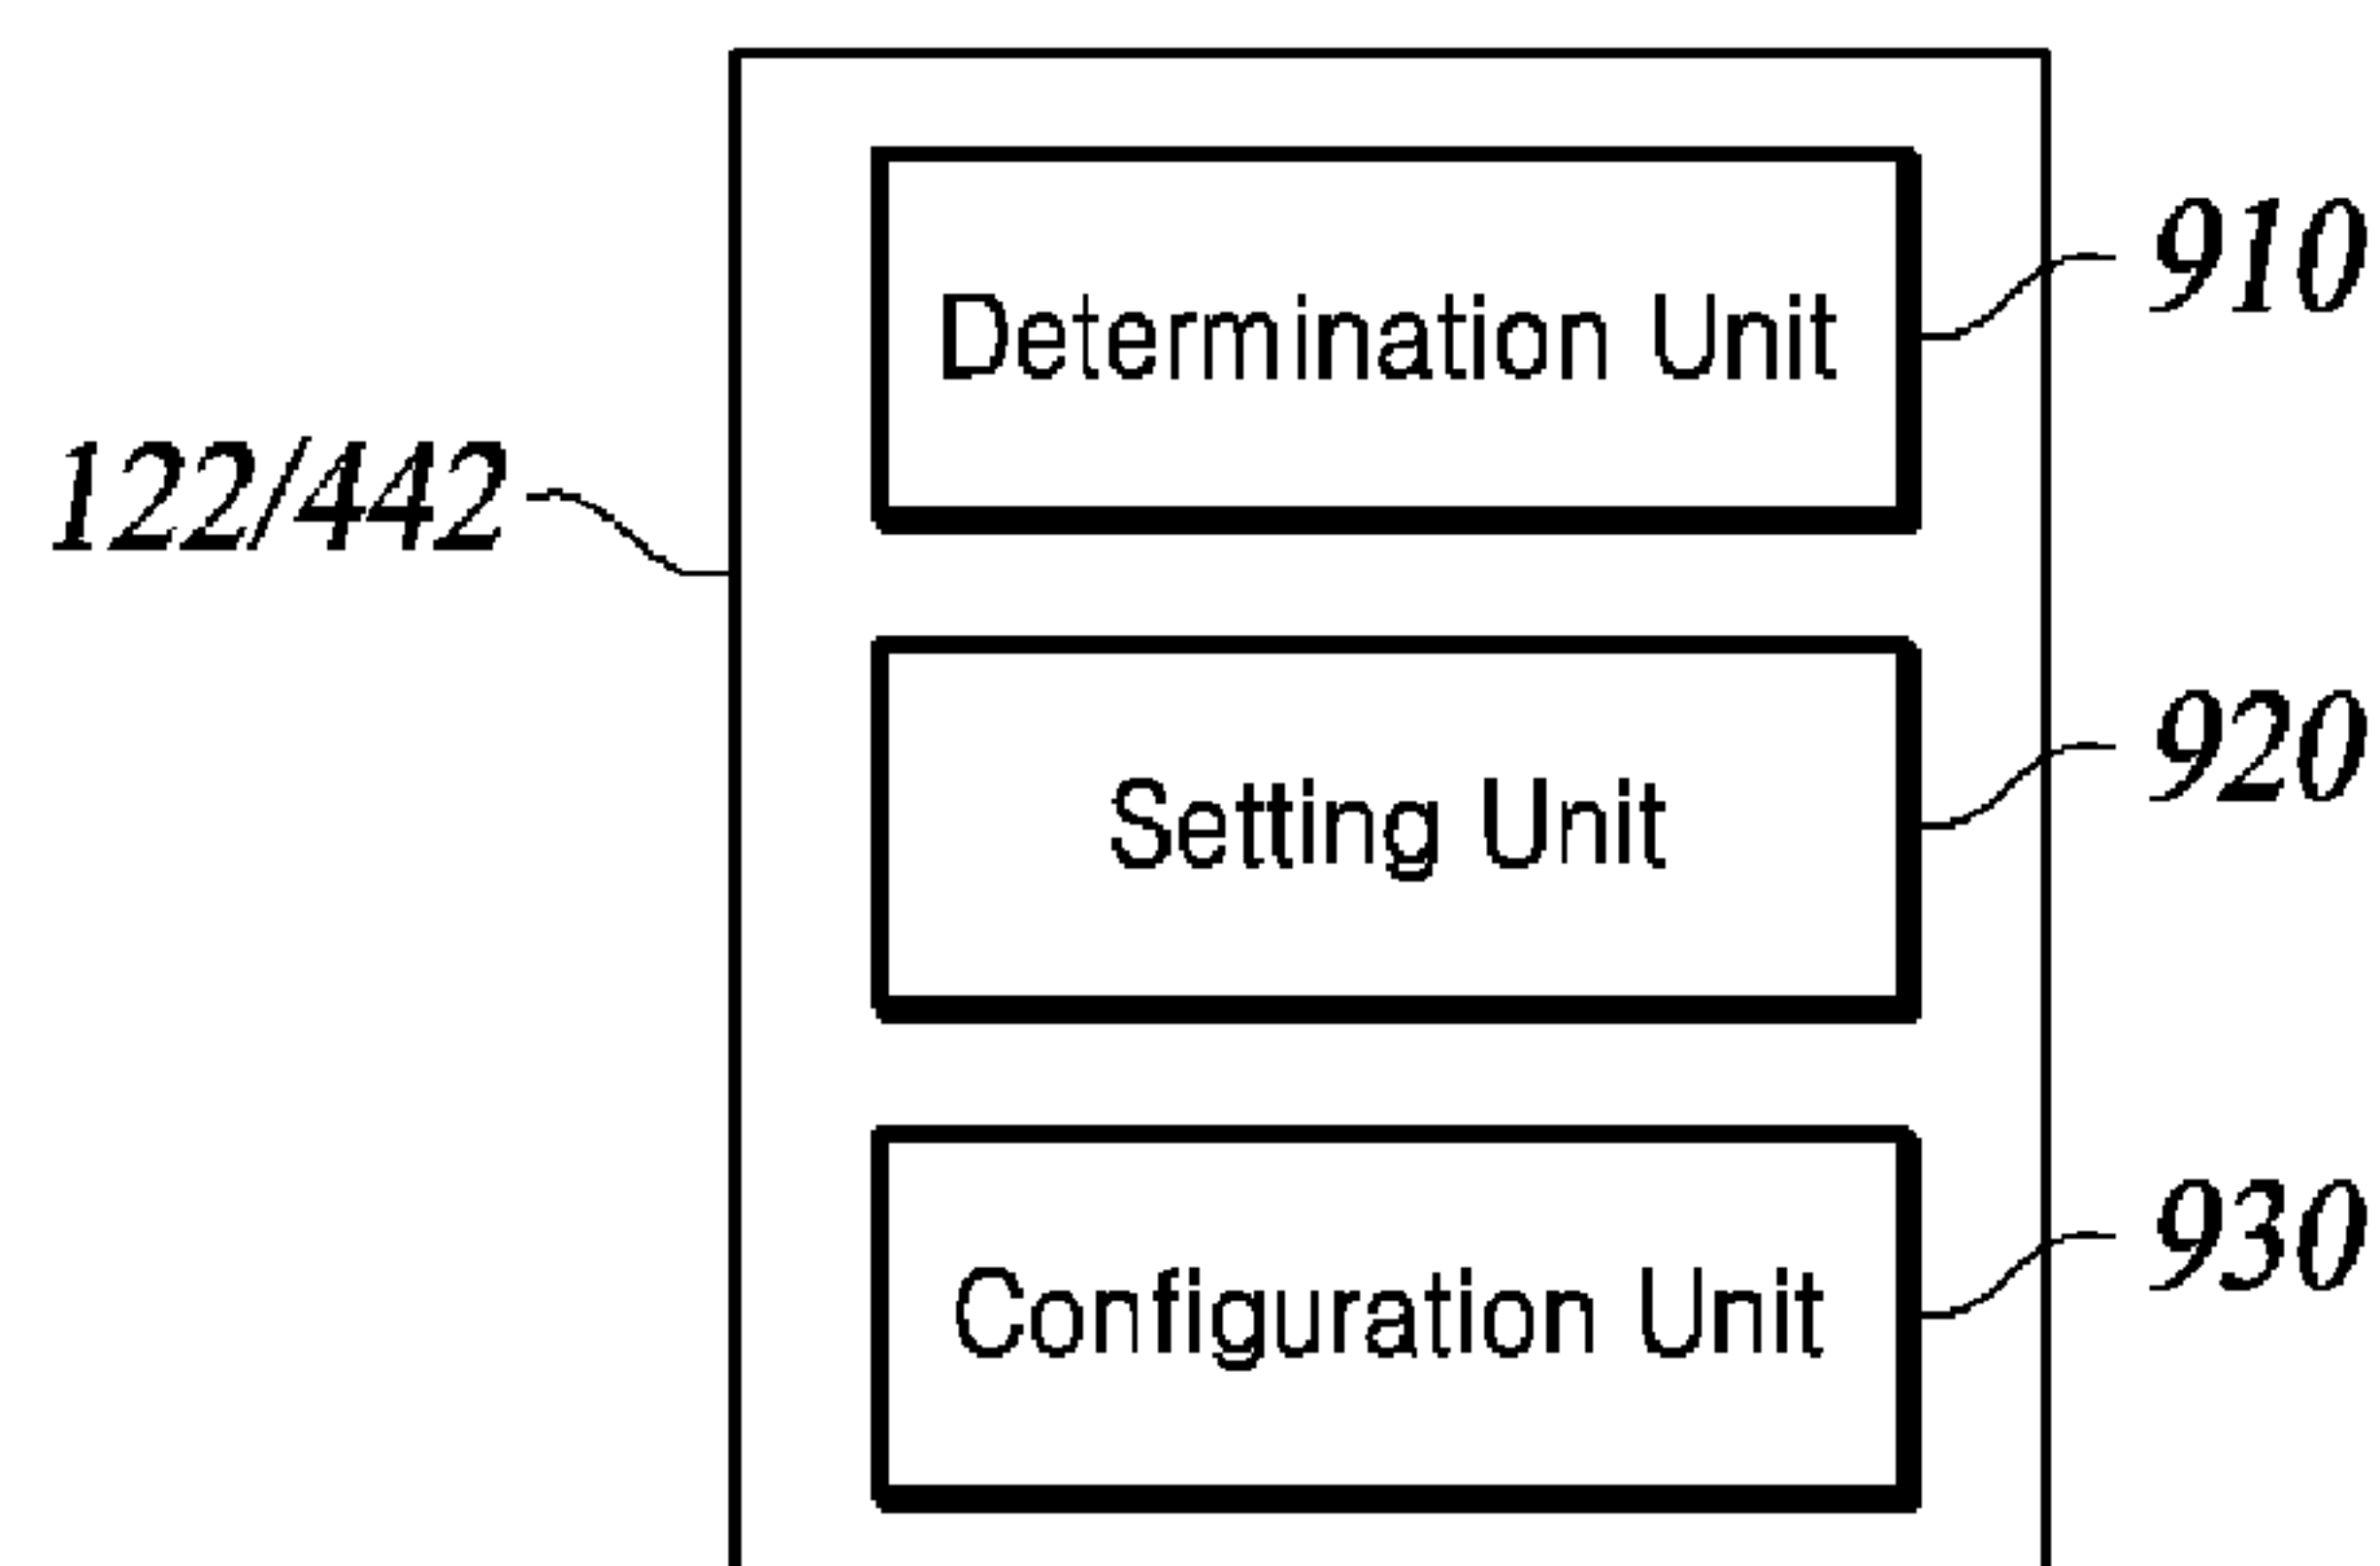 910
Determination Unit
122/442
920
Setting Unit
930
Configuration Unit